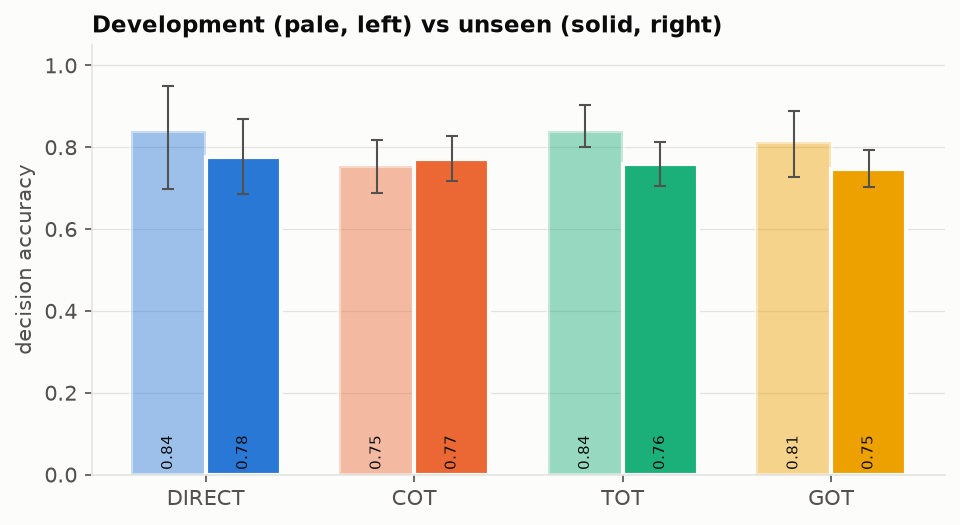 Development (pale, left) vs unseen (solid, right)
decision accuracy
1.0
0.8
0.6
0.4
0.2
0.0
0.84
0.78
0.75
0.77
0.84
0.76
0.81
0.75
DIRECT
COT
TOT
GOT